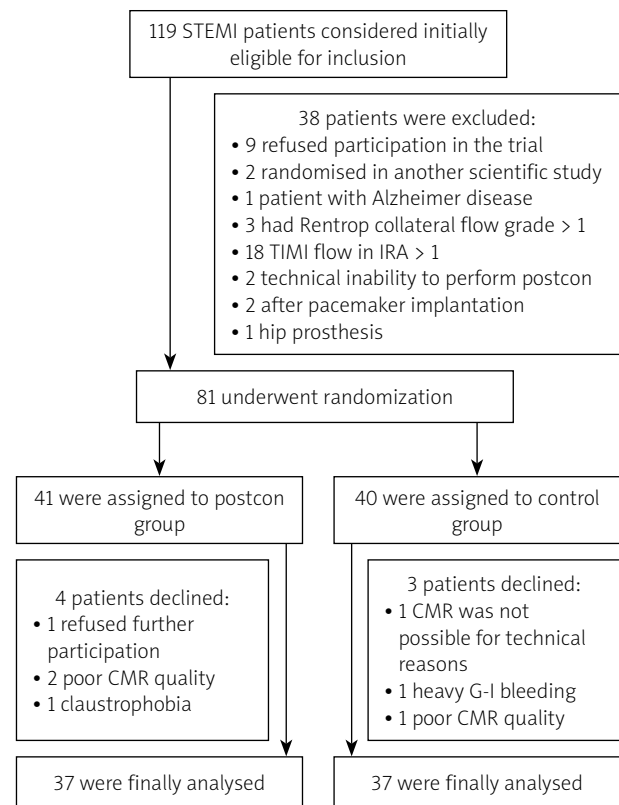 119 STEMI patients considered initially
eligible for inclusion
38 patients were excluded:
• 9 refused participation in the trial
• 2 randomised in another scientific study
• 1 patient with Alzheimer disease
• 3 had Rentrop collateral flow grade > 1
• 18 TIMI flow in IRA > 1
• 2 technical inability to perform postcon
• 2 after pacemaker implantation
• 1 hip prosthesis
81 underwent randomization
41 were assigned to postcon
group
40 were assigned to control
group
4 patients declined:
• 1 refused further
participation
• 2 poor CMR quality
• 1 claustrophobia
3 patients declined:
• 1 CMR was not
possible for technical
reasons
• 1 heavy G-I bleeding
• 1 poor CMR quality
37 were finally analysed
37 were finally analysed